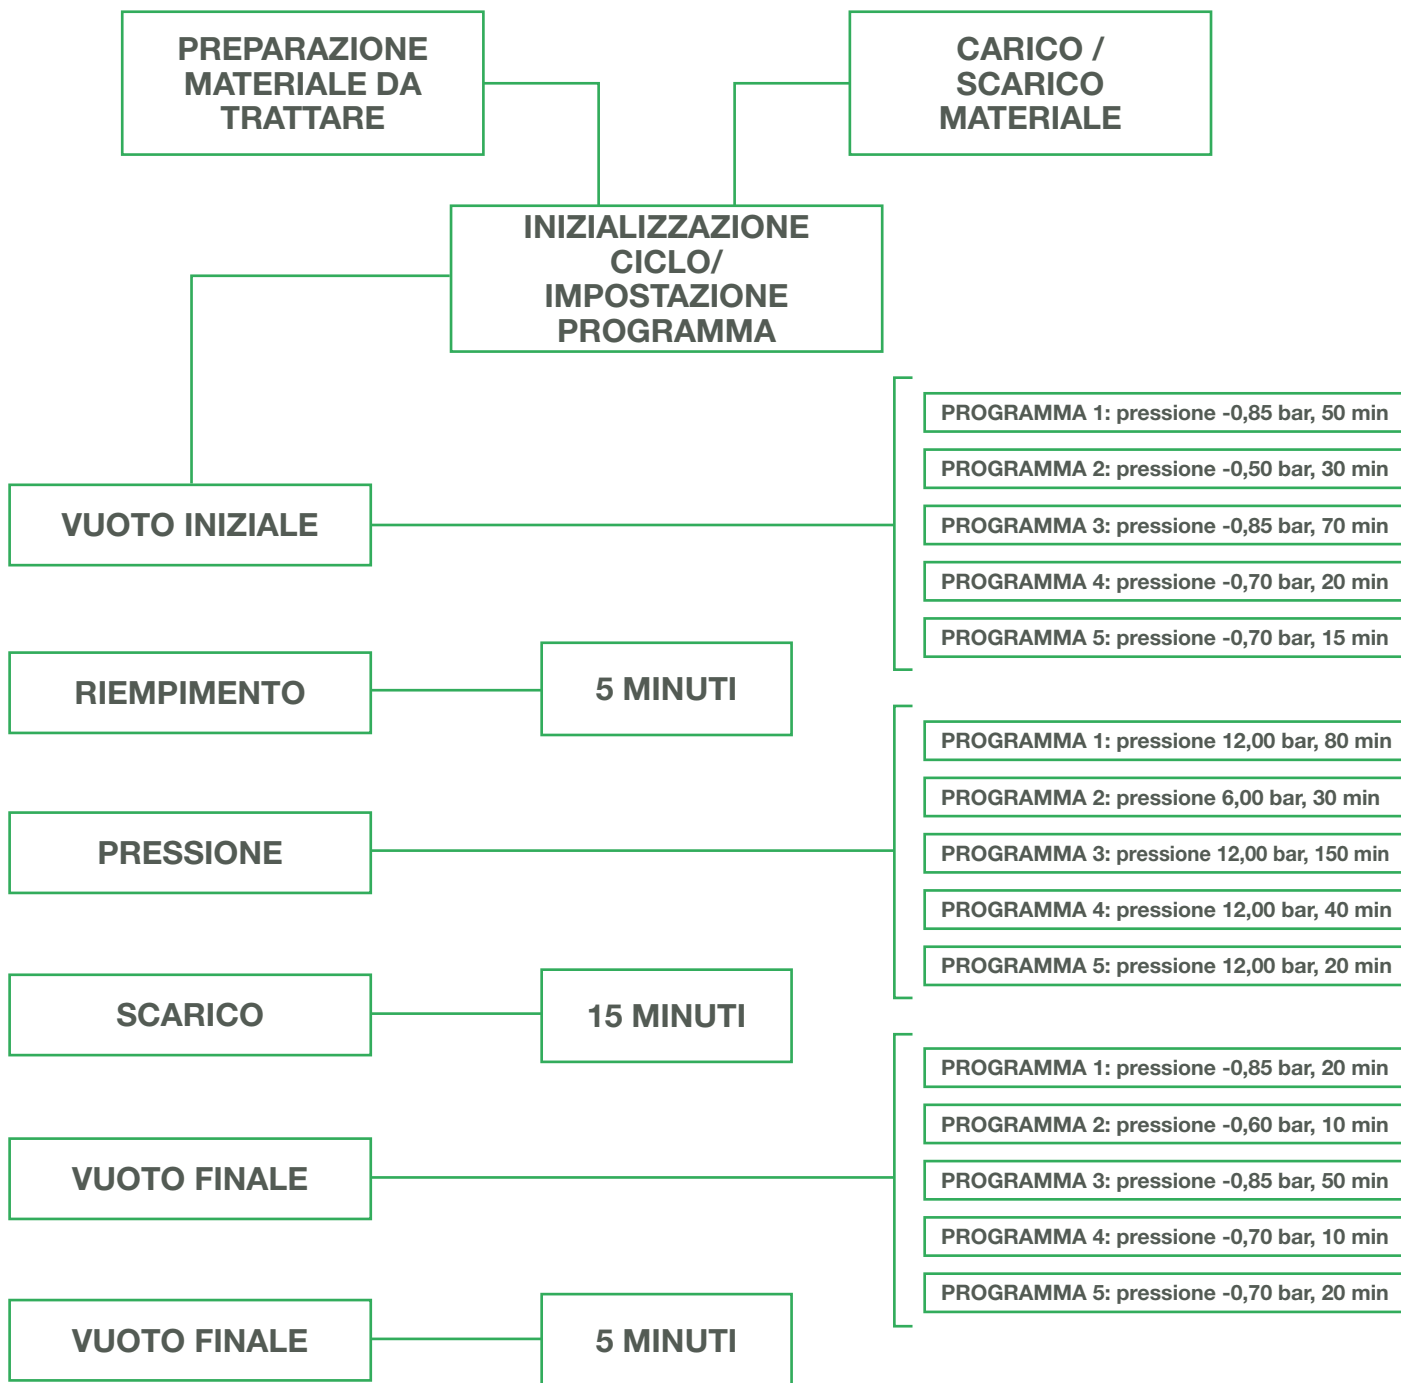 PREPARAZIONE
MATERIALE DA
TRATTARE
CARICO /
SCARICO
MATERIALE
INIZIALIZZAZIONE
CICLO/
IMPOSTAZIONE
PROGRAMMA
VUOTO INIZIALE
PROGRAMMA 1: pressione -0,85 bar, 50 min
PROGRAMMA 2: pressione -0,50 bar, 30 min
PROGRAMMA 3: pressione -0,85 bar, 70 min
PROGRAMMA 4: pressione -0,70 bar, 20 min
PROGRAMMA 5: pressione -0,70 bar, 15 min
RIEMPIMENTO
5 MINUTI
PRESSIONE
PROGRAMMA 1: pressione 12,00 bar, 80 min
PROGRAMMA 2: pressione 6,00 bar, 30 min
PROGRAMMA 3: pressione 12,00 bar, 150 min
PROGRAMMA 4: pressione 12,00 bar, 40 min
PROGRAMMA 5: pressione 12,00 bar, 20 min
SCARICO
15 MINUTI
VUOTO FINALE
PROGRAMMA 1: pressione -0,85 bar, 20 min
PROGRAMMA 2: pressione -0,60 bar, 10 min
PROGRAMMA 3: pressione -0,85 bar, 50 min
PROGRAMMA 4: pressione -0,70 bar, 10 min
PROGRAMMA 5: pressione -0,70 bar, 20 min
VUOTO FINALE
5 MINUTI